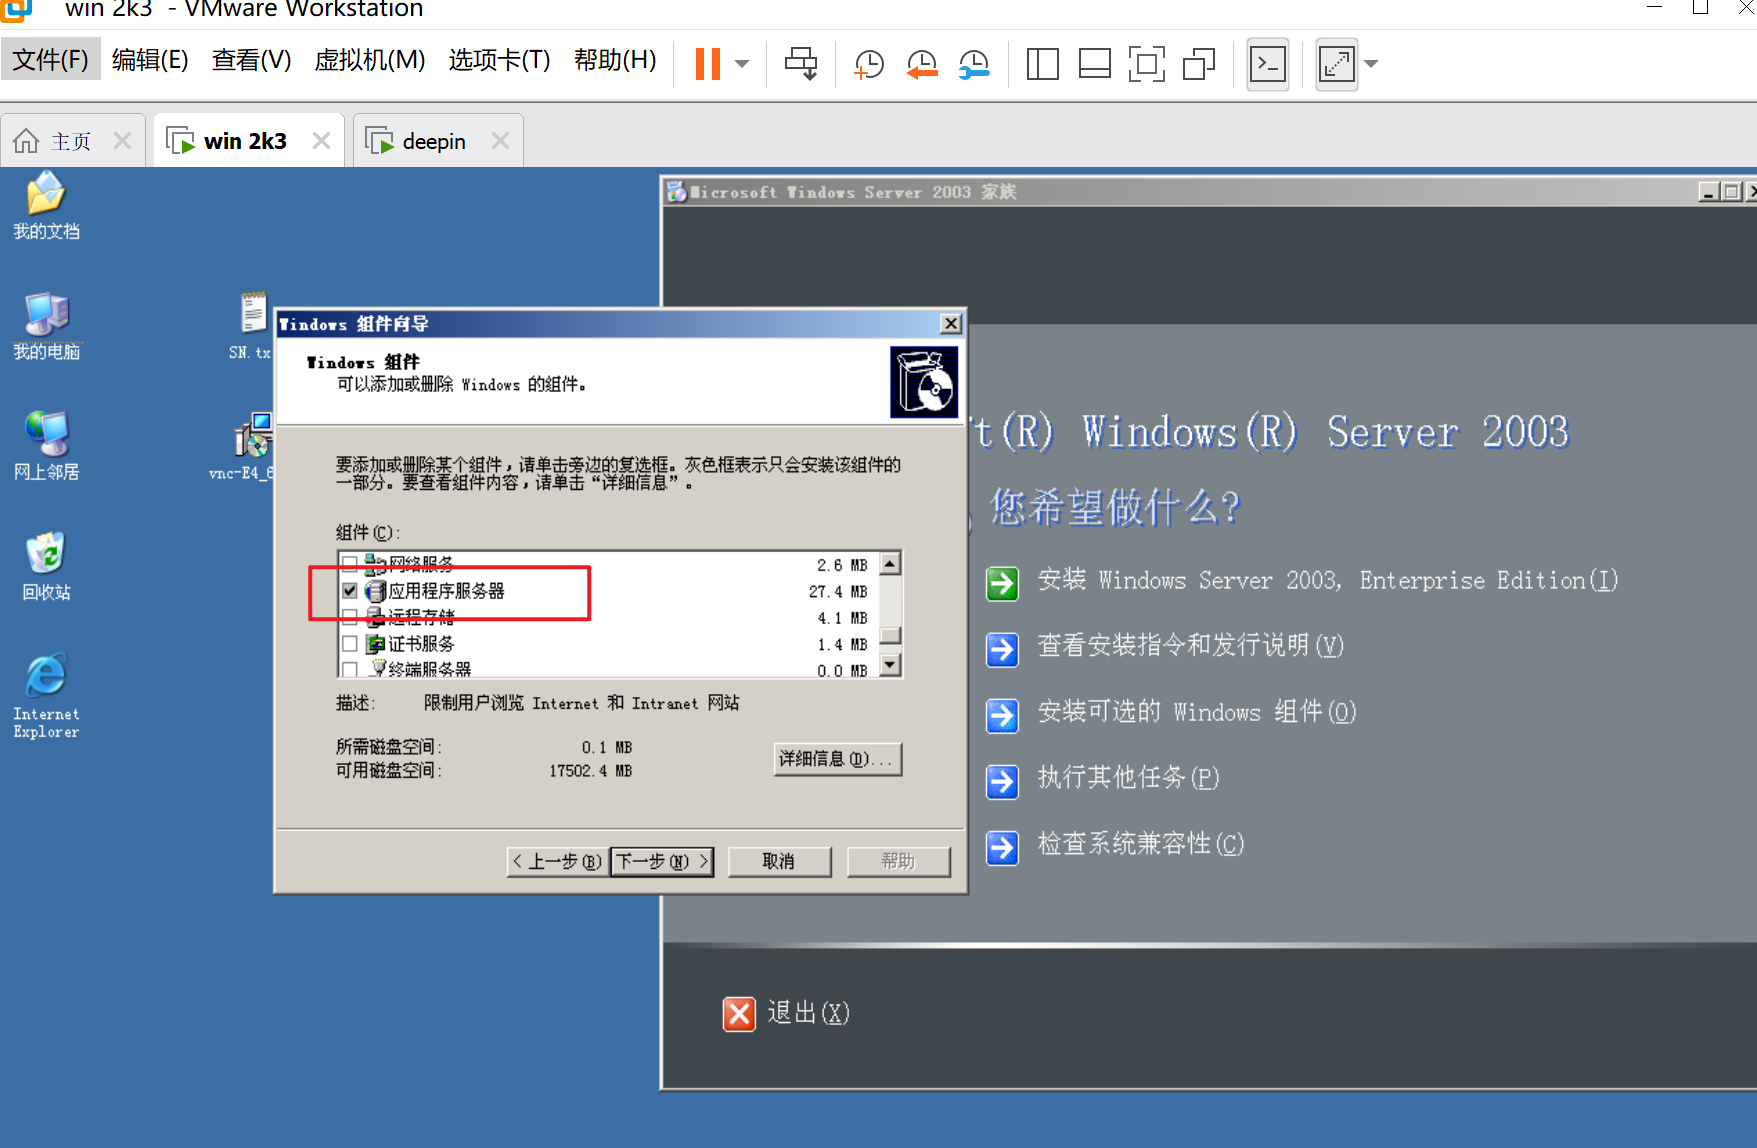 win 2k3 - VMware Workstation
文件(F) 编辑(E) 查看(V) 虚拟机(M) 选项卡(T) 帮助(H)
主页 win 2k3 deepin
我的文档
我的电脑
网上邻居
回收站
Internet
Explorer
SN.tx
vnc-E4_
Microsoft Windows Server 2003 家族
t(R) Windows(R) Server 2003
您希望做什么?
安装 Windows Server 2003, Enterprise Edition(I)
查看安装指令和发行说明(V)
安装可选的 Windows 组件(O)
执行其他任务(P)
检查系统兼容性(C)
退出(X)
Windows 组件向导
Windows 组件
可以添加或删除 Windows 的组件。
要添加或删除某个组件，请单击旁边的复选框。灰色框表示只会安装该组件的
一部分。要查看组件内容，请单击“详细信息”。
组件(C):
网络服务 2.6 MB
应用程序服务器 27.4 MB
远程存储 4.1 MB
证书服务 1.4 MB
终端服务器 0.0 MB
描述: 限制用户浏览 Internet 和 Intranet 网站
所需磁盘空间: 0.1 MB
可用磁盘空间: 17502.4 MB
详细信息(D)...
< 上一步(B) 下一步(N) > 取消 帮助